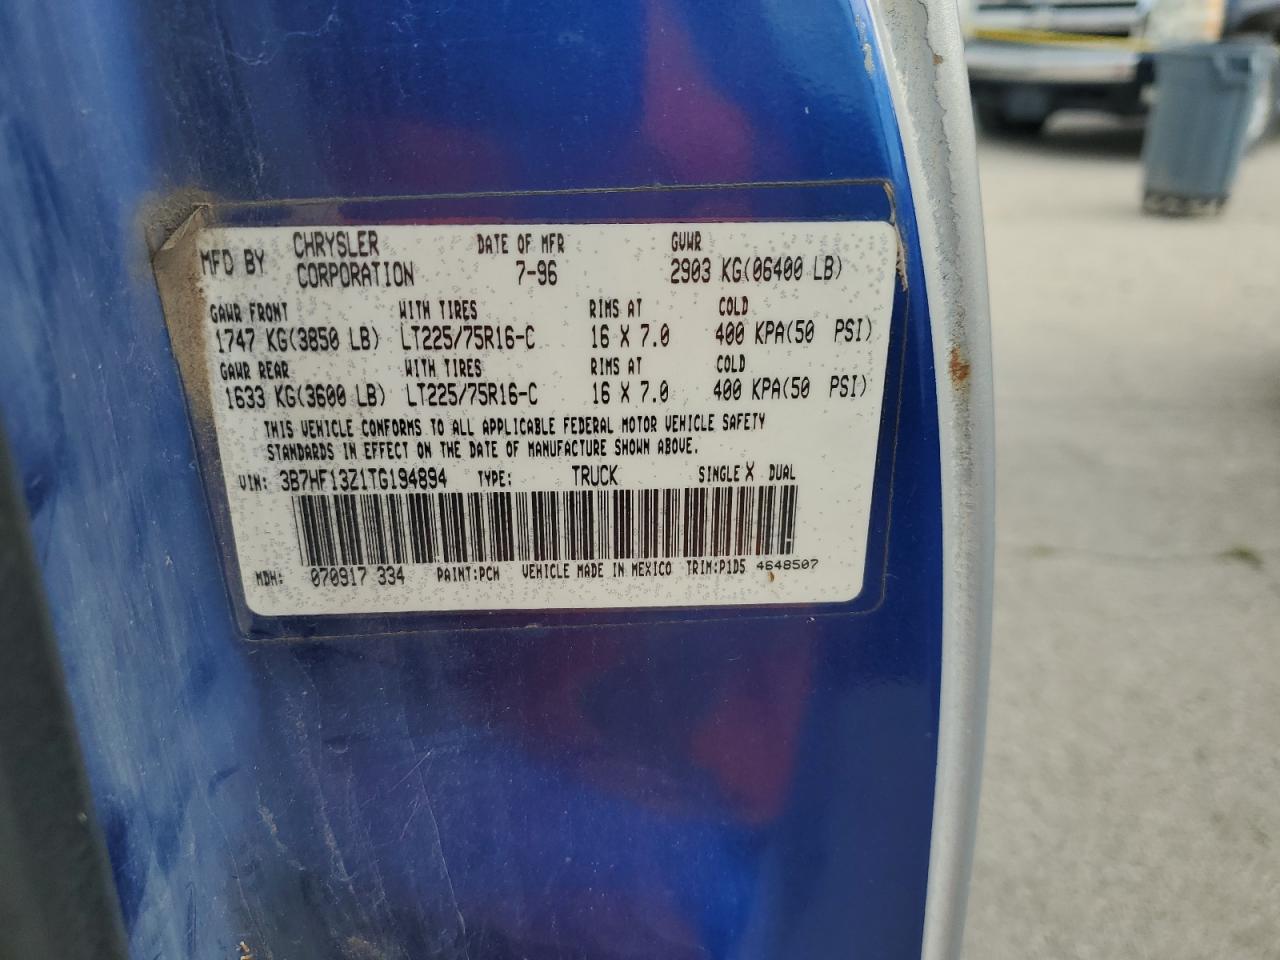 MFD BY CHRYSLER CORPORATION DATE OF MFR 7-96 GVWR 2903 KG(06400 LB)
GAWR FRONT WITH TIRES RIMS AT COLD
1747 KG(3850 LB) LT225/75R16-C 16 X 7.0 400 KPA(50 PSI)
GAWR REAR WITH TIRES RIMS AT COLD
1633 KG(3600 LB) LT225/75R16-C 16 X 7.0 400 KPA(50 PSI)
THIS VEHICLE CONFORMS TO ALL APPLICABLE FEDERAL MOTOR VEHICLE SAFETY
STANDARDS IN EFFECT ON THE DATE OF MANUFACTURE SHOWN ABOVE.
VIN: 3B7HF13Z1TG194894 TYPE: TRUCK SINGLE X DUAL
MDH: 070917 334 PAINT:PCH VEHICLE MADE IN MEXICO TRIM:P1D5 4648507